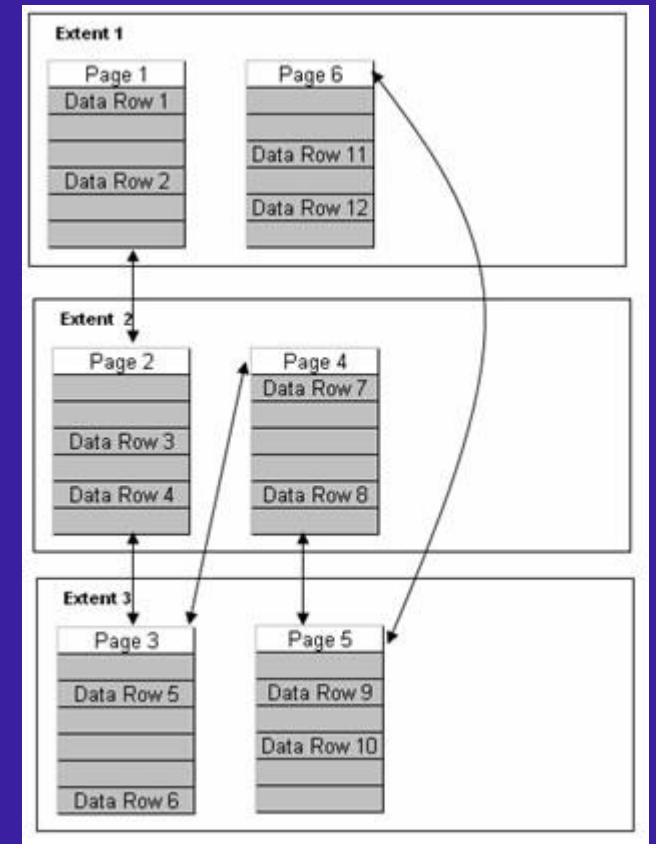 Extent 1
Page 1
Data Row 1
Data Row 2
Page 6
Data Row 11
Data Row 12
Extent 2
Page 2
Data Row 3
Data Row 4
Page 4
Data Row 7
Data Row 8
Extent 3
Page 3
Data Row 5
Data Row 6
Page 5
Data Row 9
Data Row 10